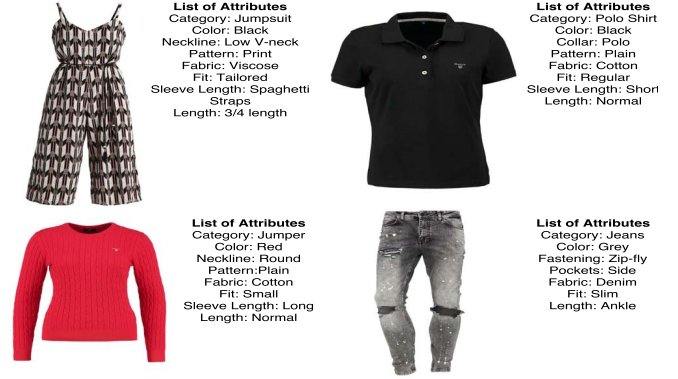 List of Attributes
Category: Jumpsuit
Color: Black
Neckline: Low V-neck
Pattern: Print
Fabric: Viscose
Fit: Tailored
Sleeve Length: Spaghetti
Straps
Length: 3/4 length
List of Attributes
Category: Polo Shirt
Color: Black
Collar: Polo
Pattern: Plain
Fabric: Cotton
Fit: Regular
Sleeve Length: Short
Length: Normal
List of Attributes
Category: Jumper
Color: Red
Neckline: Round
Pattern:Plain
Fabric: Cotton
Fit: Small
Sleeve Length: Long
Length: Normal
List of Attributes
Category: Jeans
Color: Grey
Fastening: Zip-fly
Pockets: Side
Fabric: Denim
Fit: Slim
Length: Ankle